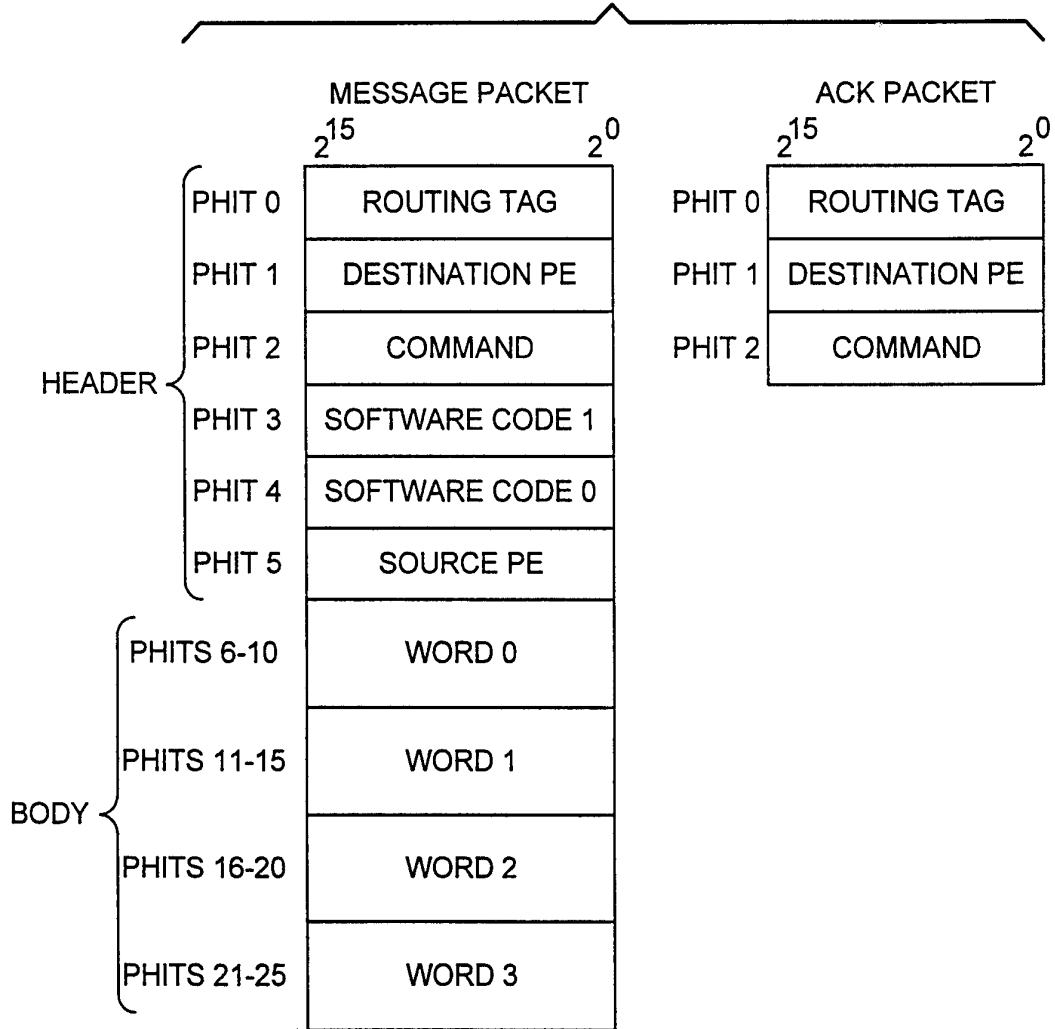 MESSAGE PACKET ACK PACKET
2^15 2^0 2^15 2^0
PHIT 0 ROUTING TAG PHIT 0 ROUTING TAG
PHIT 1 DESTINATION PE PHIT 1 DESTINATION PE
PHIT 2 COMMAND PHIT 2 COMMAND
HEADER
PHIT 3 SOFTWARE CODE 1
PHIT 4 SOFTWARE CODE 0
PHIT 5 SOURCE PE
PHITS 6-10 WORD 0
PHITS 11-15 WORD 1
BODY
PHITS 16-20 WORD 2
PHITS 21-25 WORD 3